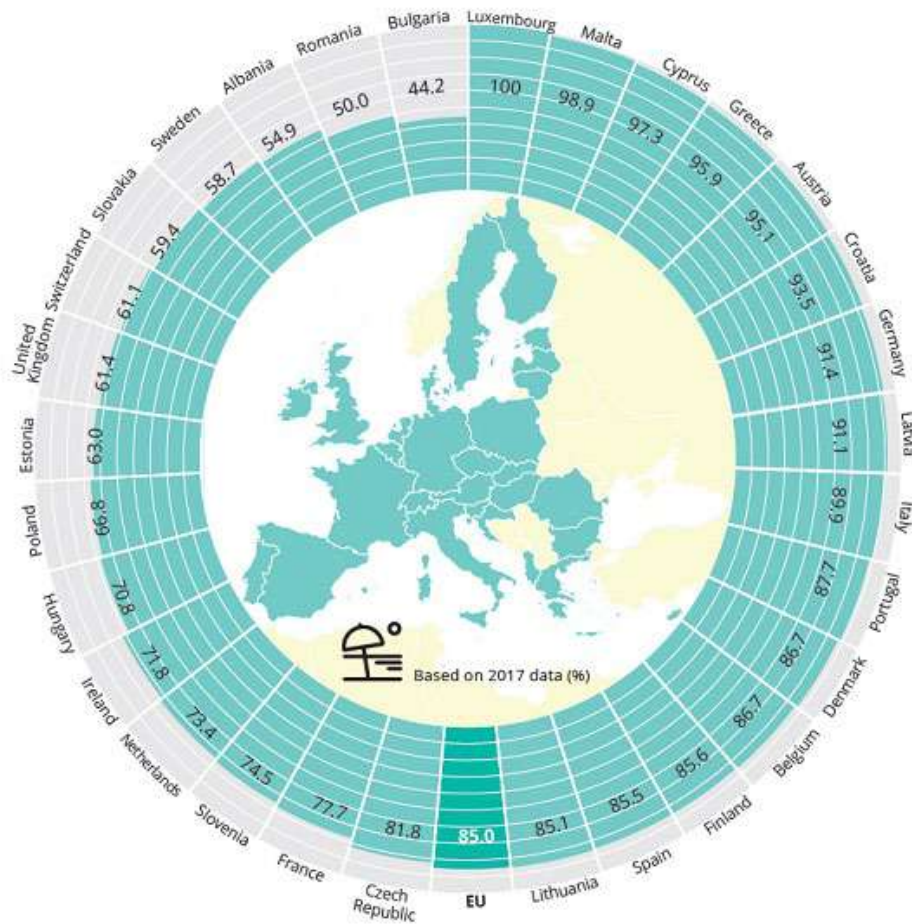 Luxembourg
100
Malta
98.9
Cyprus
97.3
Greece
95.9
Austria
95.1
Croatia
93.5
Germany
91.4
Latvia
91.1
Italy
89.9
Portugal
87.7
Denmark
86.7
Belgium
86.7
Finland
85.6
Spain
85.5
Lithuania
85.1
EU
85.0
Czech
Republic
81.8
France
77.7
Slovenia
74.5
Netherlands
73.4
Ireland
71.8
Hungary
70.8
Poland
66.8
Estonia
63.0
United
Kingdom
61.4
Switzerland
61.1
Slovakia
59.4
Sweden
58.7
Albania
54.9
Romania
50.0
Bulgaria
44.2
Based on 2017 data (%)